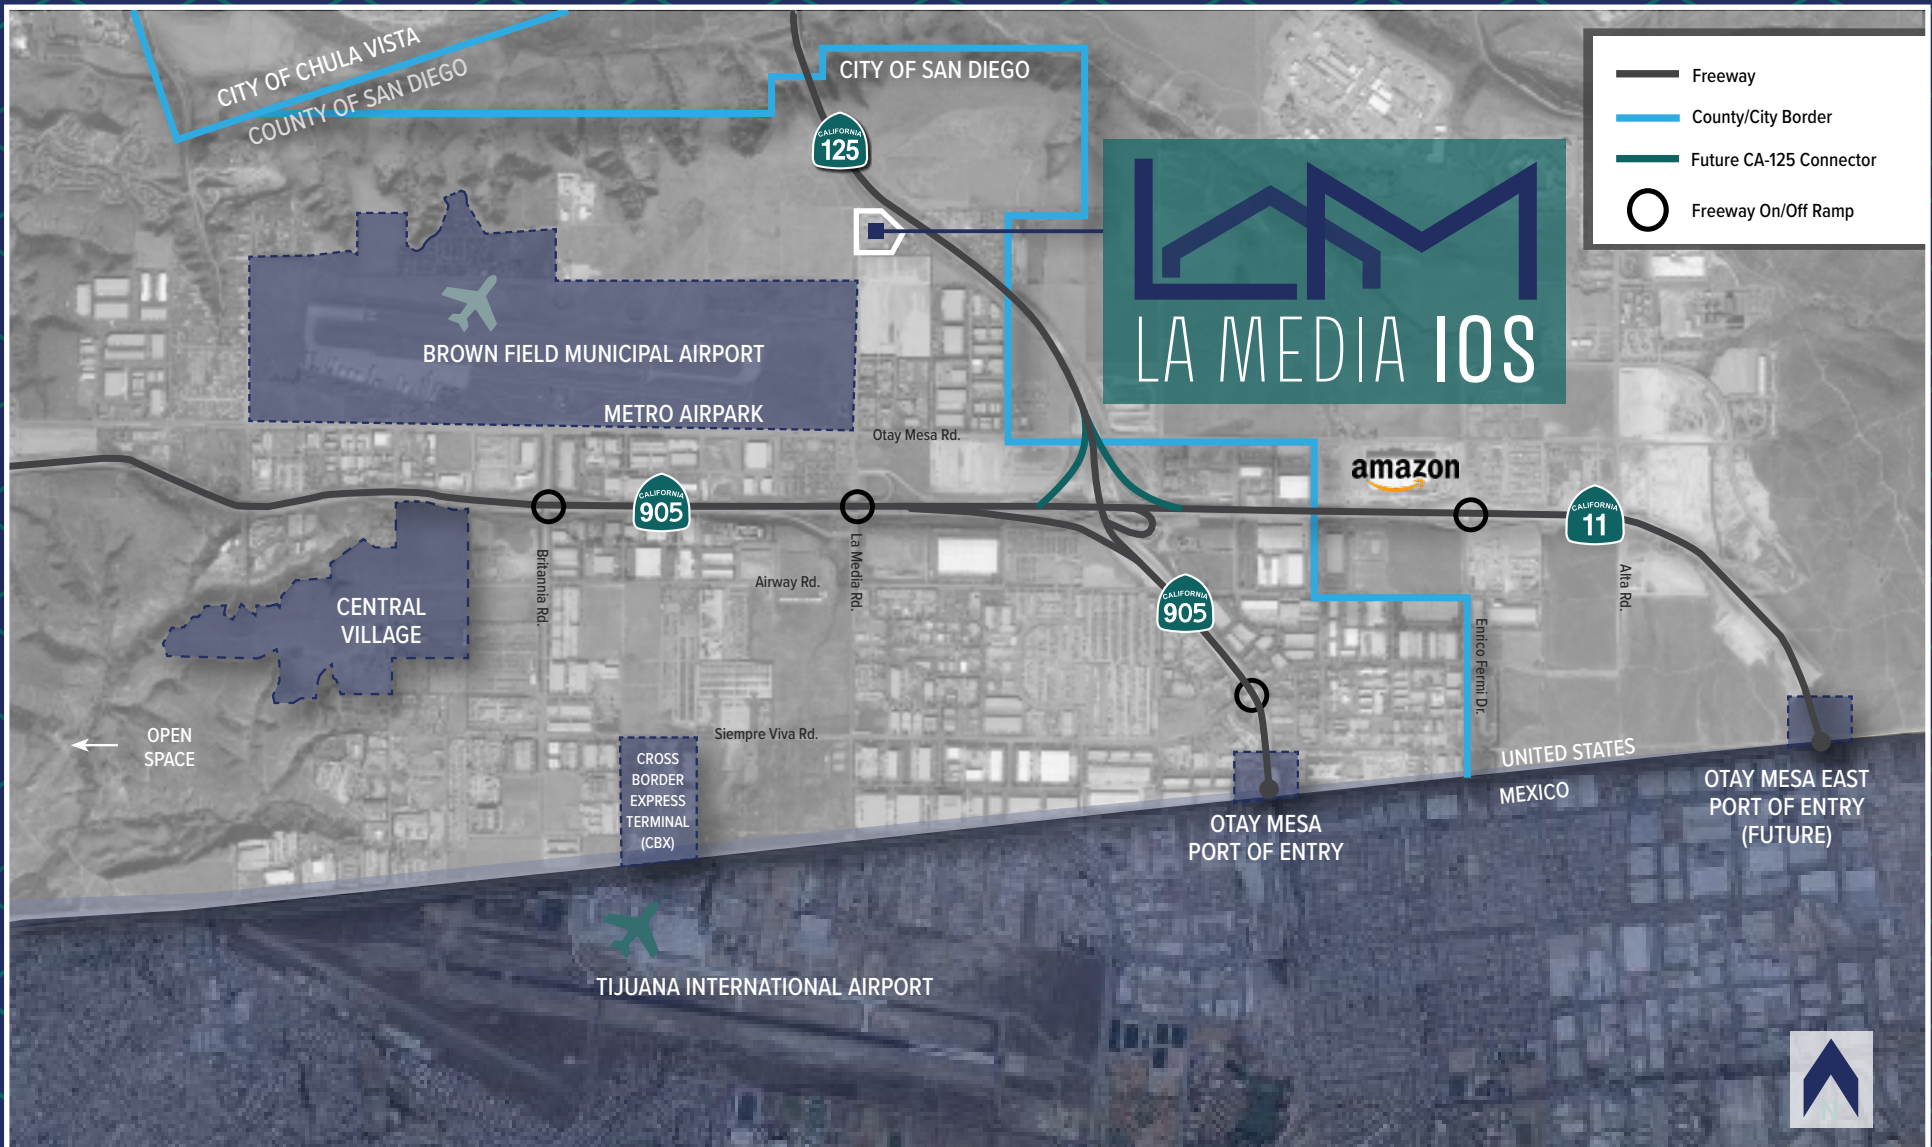 CITY OF CHULA VISTA
COUNTY OF SAN DIEGO
CITY OF SAN DIEGO
Freeway
County/City Border
Future CA-125 Connector
Freeway On/Off Ramp
CALIFORNIA
125
LA MEDIA IOS
BROWN FIELD MUNICIPAL AIRPORT
METRO AIRPARK
Otay Mesa Rd.
amazon
CALIFORNIA
905
CALIFORNIA
11
Britannia Rd.
La Media Rd.
Airway Rd.
Alta Rd.
CENTRAL
VILLAGE
CALIFORNIA
905
Enrico Fermi Dr.
OPEN
SPACE
Siempre Viva Rd.
CROSS
BORDER
EXPRESS
TERMINAL
(CBX)
UNITED STATES
MEXICO
OTAY MESA
PORT OF ENTRY
OTAY MESA EAST
PORT OF ENTRY
(FUTURE)
TIJUANA INTERNATIONAL AIRPORT
N